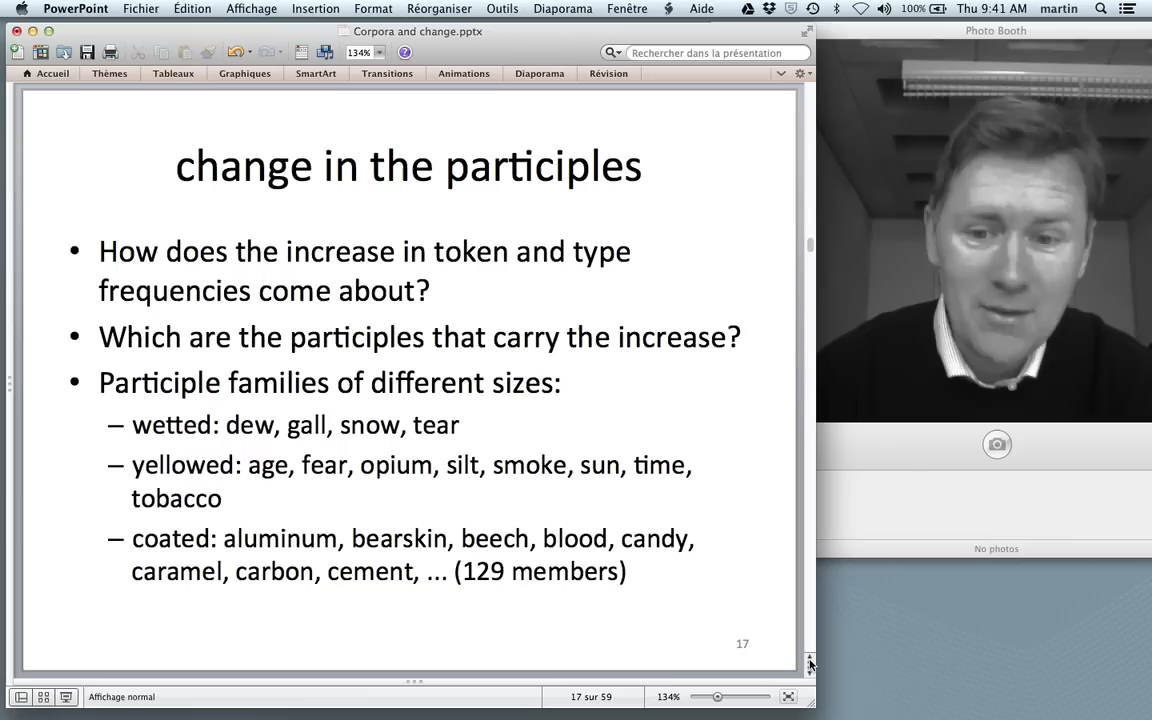 PowerPoint Fichier Édition Affichage Insertion Format Réorganiser Outils Diaporama Fenêtre Aide 100% Thu 9:41 AM martin
Corpora and change.pptx
Photo Booth
134%
Rechercher dans la présentation
Accueil Thèmes Tableaux Graphiques SmartArt Transitions Animations Diaporama Révision
change in the participles
• How does the increase in token and type
frequencies come about?
• Which are the participles that carry the increase?
• Participle families of different sizes:
– wetted: dew, gall, snow, tear
– yellowed: age, fear, opium, silt, smoke, sun, time,
tobacco
– coated: aluminum, bearskin, beech, blood, candy,
caramel, carbon, cement, ... (129 members)
17
No photos
Affichage normal 17 sur 59 134%